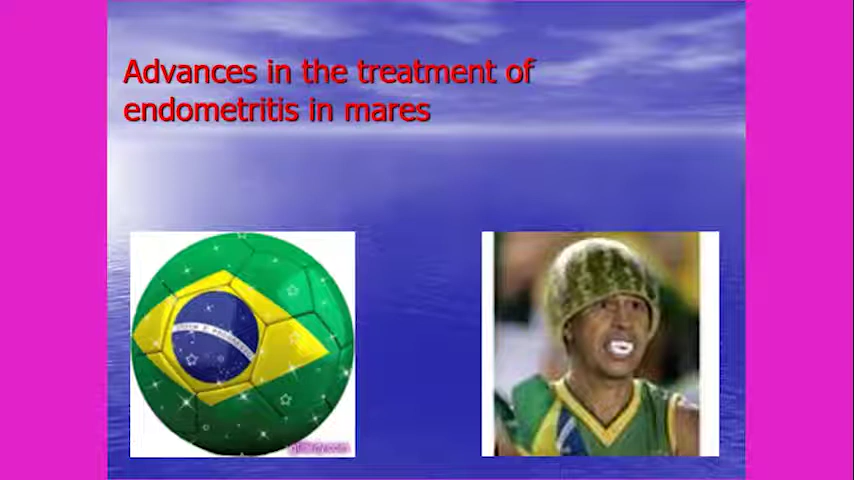 Advances in the treatment of
endometritis in mares